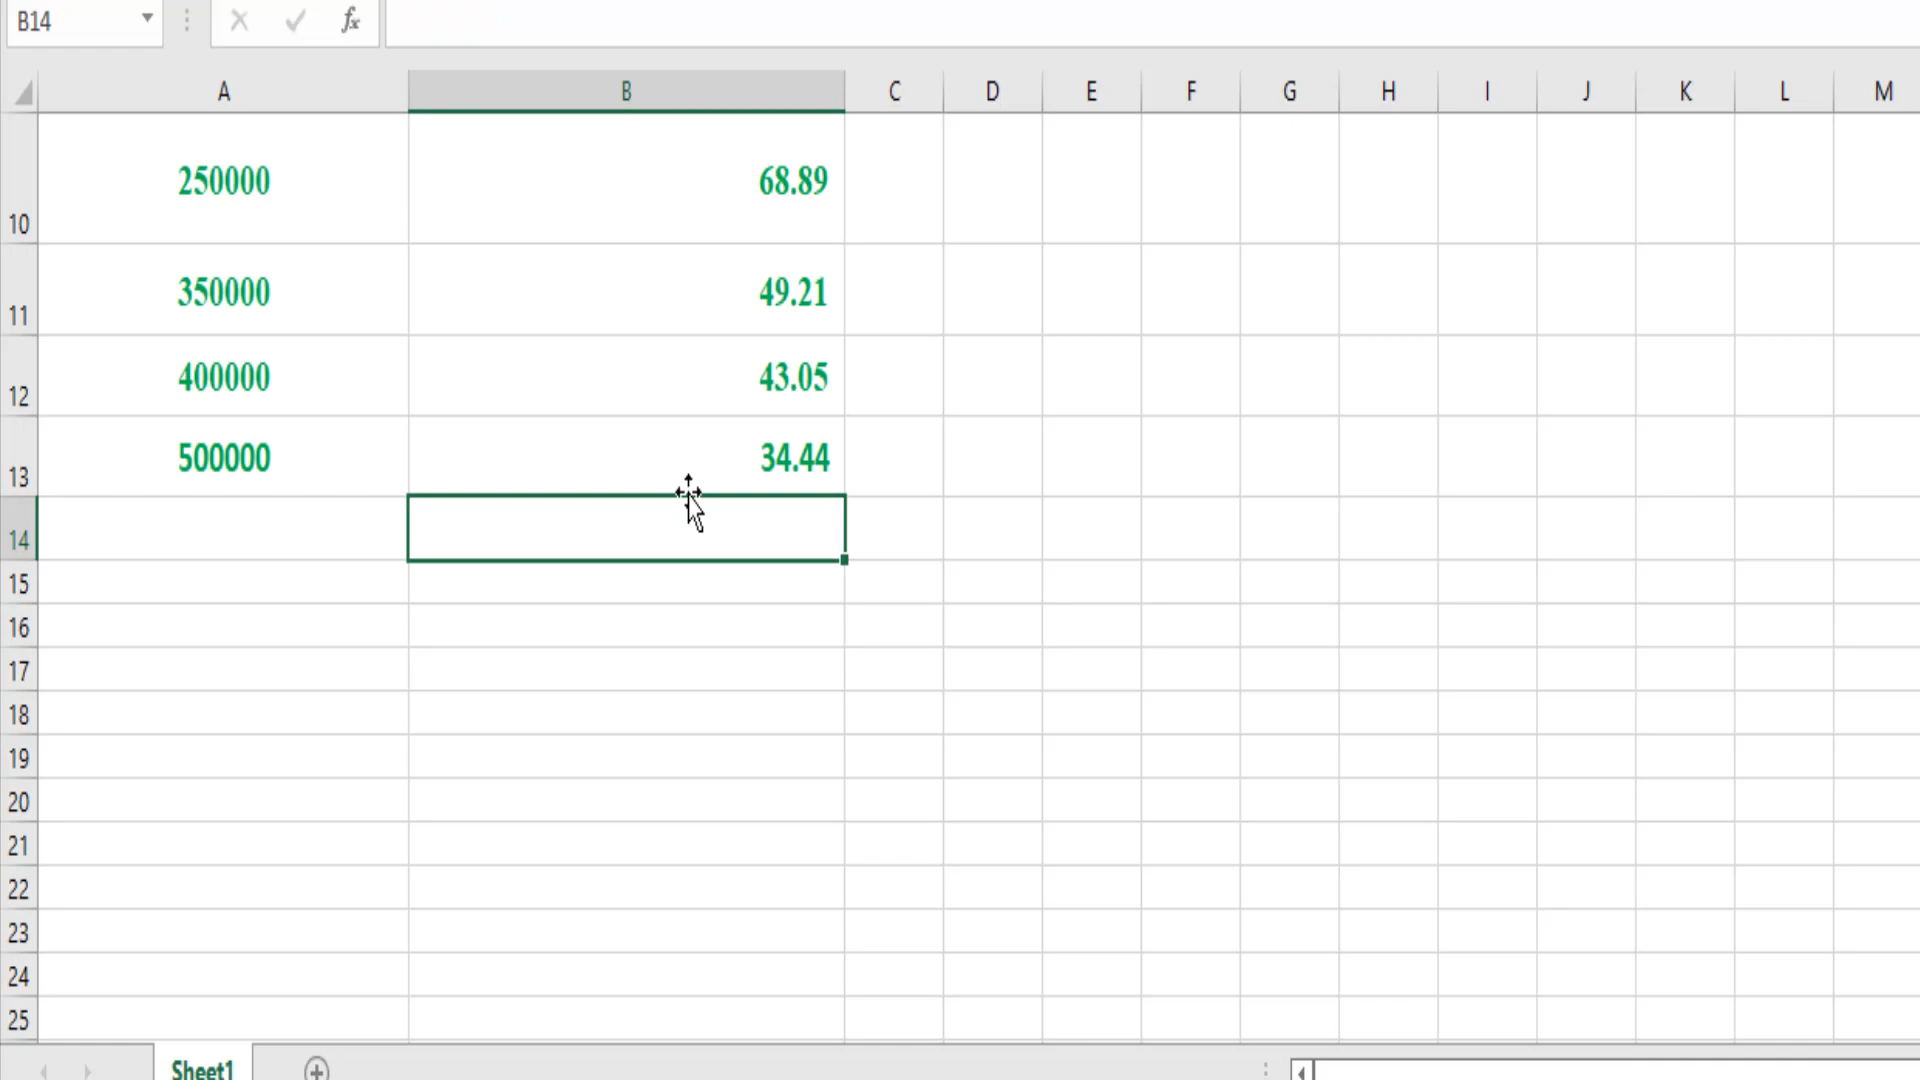 B14
fx
A B C D E F G H I J K L M
10 250000 68.89
11 350000 49.21
12 400000 43.05
13 500000 34.44
14
15
16
17
18
19
20
21
22
23
24
25
Sheet1